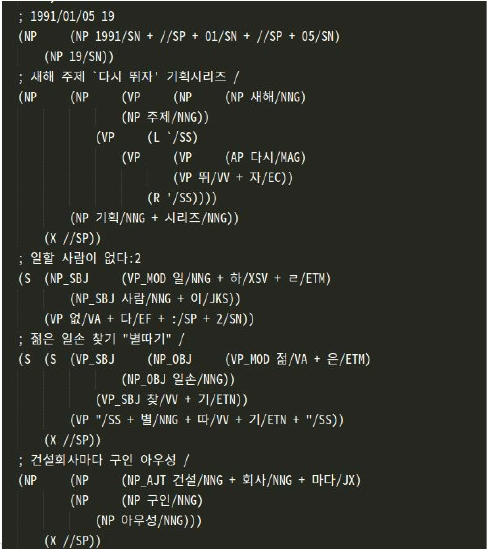 ; 1991/01/05 19
(NP (NP 1991/SN + //SP + 01/SN + //SP + 05/SN)
(NP 19/SN))
; 새해 주제 `다시 뛰자' 기획시리즈 /
(NP (NP (VP (NP (NP 새해/NNG)
(NP 주제/NNG))
(VP (L `/SS)
(VP (VP (AP 다시/MAG)
(VP 뛰/VV + 자/EC))
(R '/SS))))
(NP 기획/NNG + 시리즈/NNG))
(X //SP))
; 일할 사람이 없다:2
(S (NP_SBJ (VP_MOD 일/NNG + 하/XSV + ㄹ/ETM)
(NP_SBJ 사람/NNG + 이/JKS))
(VP 없/VA + 다/EF + :/SP + 2/SN))
; 젊은 일손 찾기 "별따기" /
(S (S (VP_SBJ (NP_OBJ (VP_MOD 젊/VA + 은/ETM)
(NP_OBJ 일손/NNG))
(VP_SBJ 찾/VV + 기/ETN))
(VP "/SS + 별/NNG + 따/VV + 기/ETN + "/SS))
(X //SP))
; 건설회사마다 구인 아우성 /
(NP (NP (NP_AJT 건설/NNG + 회사/NNG + 마다/JX)
(NP (NP 구인/NNG)
(NP 아우성/NNG)))
(X //SP))